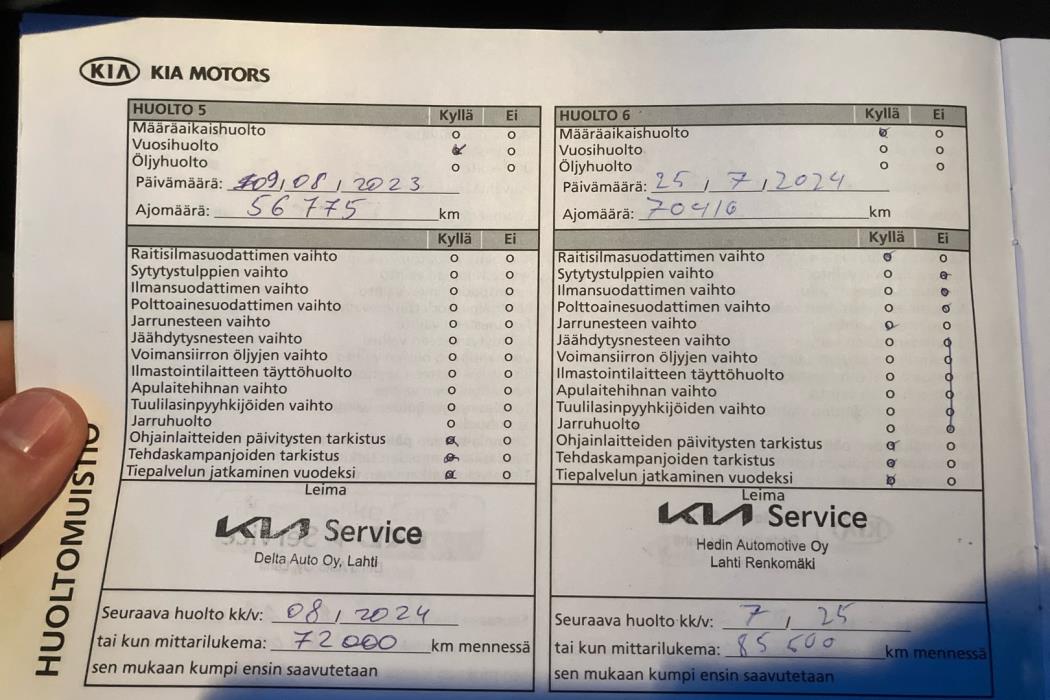 KIA KIA MOTORS
HUOLTO 5 Kyllä Ei
Määräaikaishuolto
Vuosihuolto
Öljyhuolto
Päivämäärä: 09/08/2023
Ajomäärä: 56 775 km
Kyllä Ei
Raitisilmasuodattimen vaihto
Sytytystulppien vaihto
Ilmansuodattimen vaihto
Polttoainesuodattimen vaihto
Jarrunesteen vaihto
Jäähdytysnesteen vaihto
Voimansiirron öljyjen vaihto
Ilmastointilaitteen täyttöhuolto
Apulaitehihnan vaihto
Tuulilasinpyyhkijöiden vaihto
Jarruhuolto
Ohjainlaitteiden päivitysten tarkistus
Tehdaskampanjoiden tarkistus
Tiepalvelun jatkaminen vuodeksi
Leima
KIA Service
Delta Auto Oy, Lahti
Seuraava huolto kk/v: 08/2024
tai kun mittarilukema: 72000 km mennessä
sen mukaan kumpi ensin saavutetaan
HUOLTO 6 Kyllä Ei
Määräaikaishuolto
Vuosihuolto
Öljyhuolto
Päivämäärä: 25/7/2024
Ajomäärä: 70416 km
Kyllä Ei
Raitisilmasuodattimen vaihto
Sytytystulppien vaihto
Ilmansuodattimen vaihto
Polttoainesuodattimen vaihto
Jarrunesteen vaihto
Jäähdytysnesteen vaihto
Voimansiirron öljyjen vaihto
Ilmastointilaitteen täyttöhuolto
Apulaitehihnan vaihto
Tuulilasinpyyhkijöiden vaihto
Jarruhuolto
Ohjainlaitteiden päivitysten tarkistus
Tehdaskampanjoiden tarkistus
Tiepalvelun jatkaminen vuodeksi
Leima
KIA Service
Hedin Automotive Oy
Lahti Renkomäki
Seuraava huolto kk/v: 7/25
tai kun mittarilukema: km mennessä
sen mukaan kumpi ensin saavutetaan
HUOLTOMUISTIO